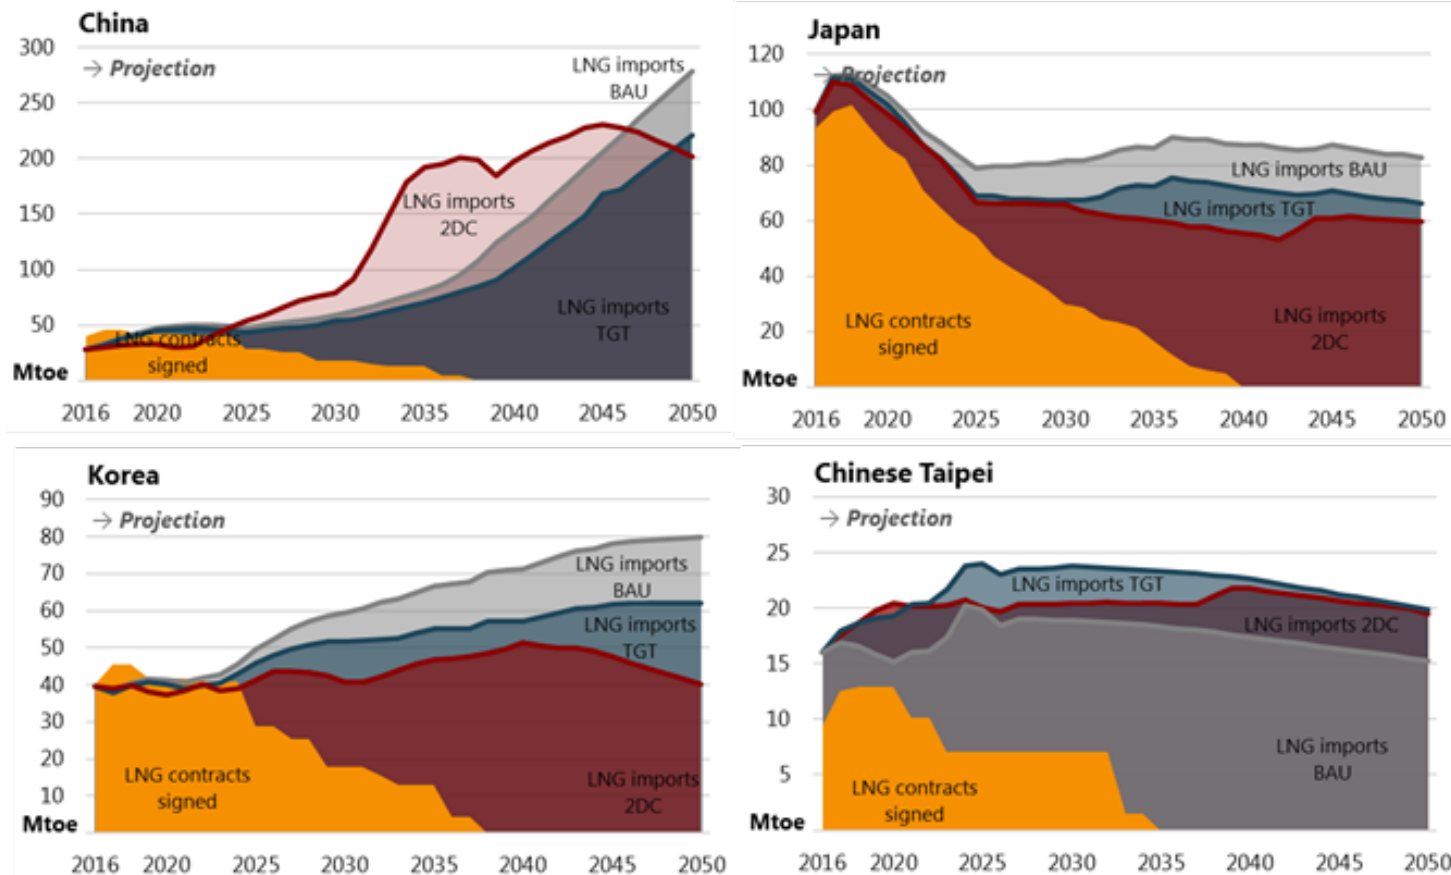 China
300
→ Projection
LNG imports
BAU
250
200
LNG imports
2DC
150
100
LNG imports
TGT
50
LNG contracts
signed
Mtoe
2016 2020 2025 2030 2035 2040 2045 2050
Japan
120
→ Projection
100
80
LNG imports BAU
LNG imports TGT
60
40
LNG contracts
signed
LNG imports
2DC
20
Mtoe
2016 2020 2025 2030 2035 2040 2045 2050
Korea
90
→ Projection
80
LNG imports
BAU
70
60
LNG imports
TGT
50
40
30
20
LNG contracts
signed
LNG imports
2DC
10
Mtoe
2016 2020 2025 2030 2035 2040 2045 2050
Chinese Taipei
30
→ Projection
25
LNG imports TGT
20
LNG imports 2DC
15
10
LNG imports
BAU
5
LNG contracts
signed
Mtoe
2016 2020 2025 2030 2035 2040 2045 2050